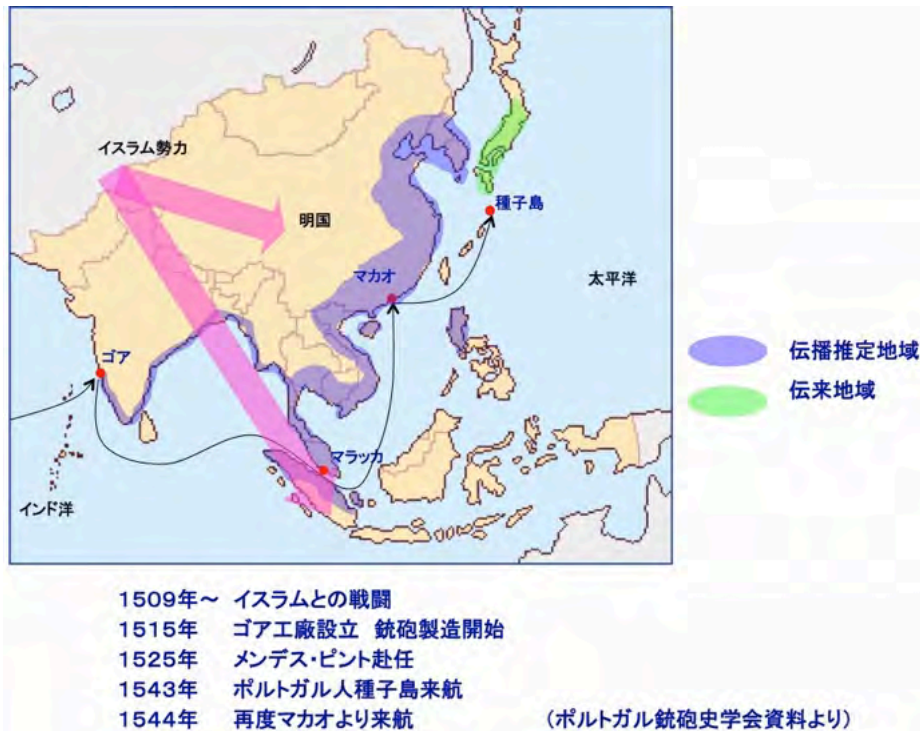 イスラム勢力
明国
種子島
マカオ
太平洋
ゴア
マラッカ
インド洋
伝播推定地域
伝来地域
1509年～ イスラムとの戦闘
1515年 ゴア工廠設立 銃砲製造開始
1525年 メンデス・ピント赴任
1543年 ポルトガル人種子島来航
1544年 再度マカオより来航 (ポルトガル銃砲史学会資料より)